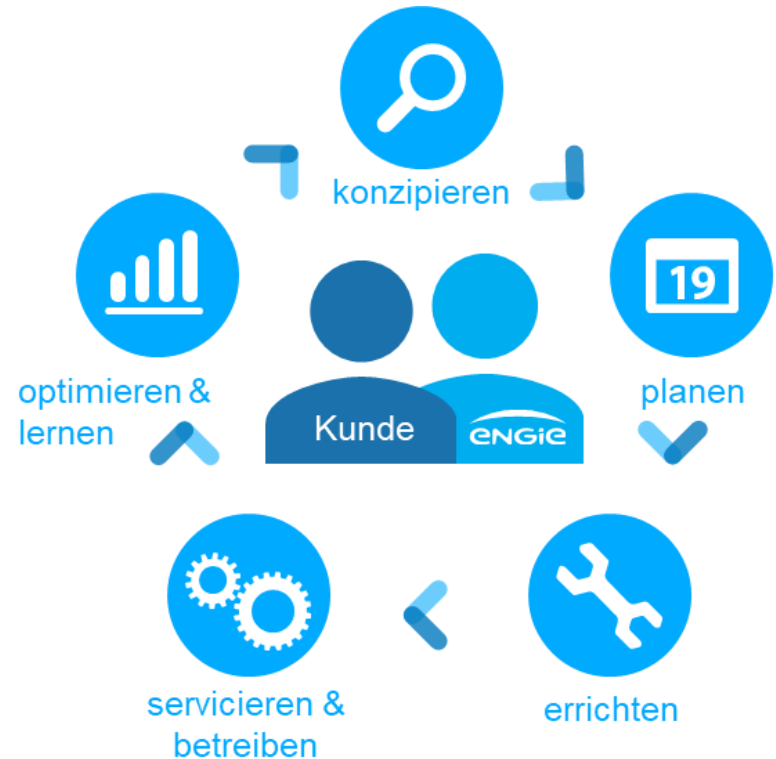 konzipieren
19
planen
optimieren &
lernen
Kunde
ENGIE
servicieren &
betreiben
errichten